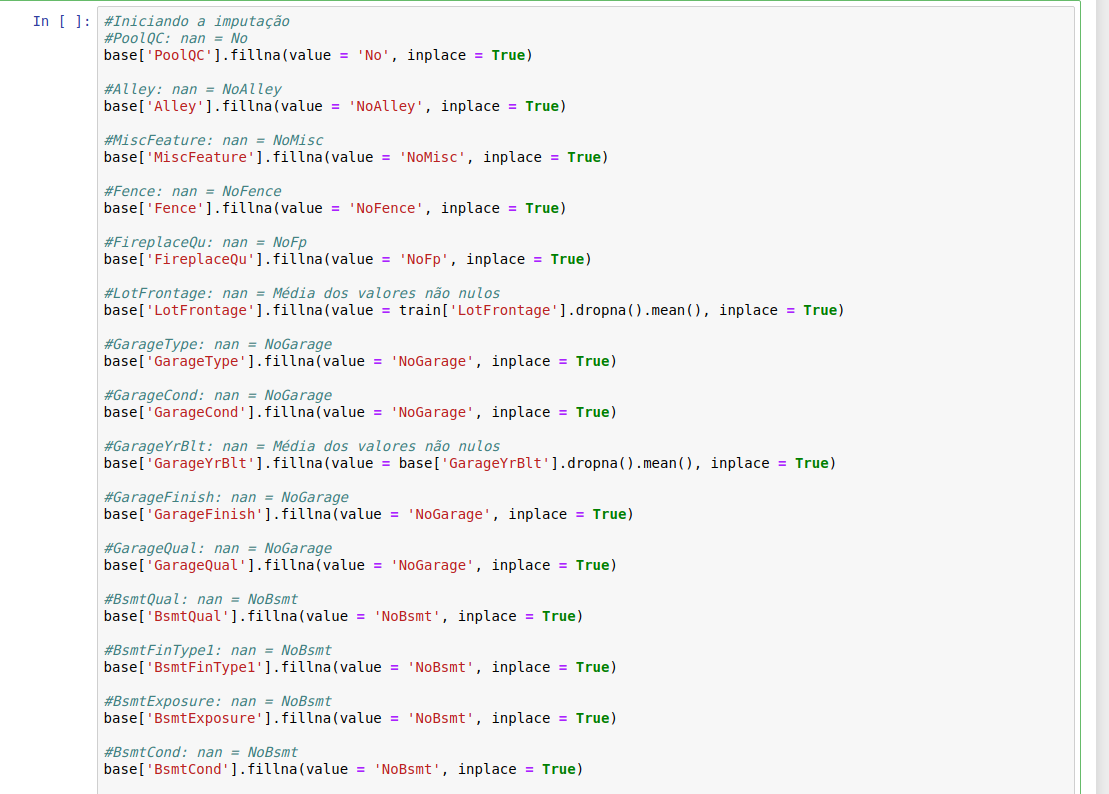 In [ ]: #Iniciando a imputação
#PoolQC: nan = No
base['PoolQC'].fillna(value = 'No', inplace = True)
#Alley: nan = NoAlley
base['Alley'].fillna(value = 'NoAlley', inplace = True)
#MiscFeature: nan = NoMisc
base['MiscFeature'].fillna(value = 'NoMisc', inplace = True)
#Fence: nan = NoFence
base['Fence'].fillna(value = 'NoFence', inplace = True)
#FireplaceQu: nan = NoFp
base['FireplaceQu'].fillna(value = 'NoFp', inplace = True)
#LotFrontage: nan = Média dos valores não nulos
base['LotFrontage'].fillna(value = train['LotFrontage'].dropna().mean(), inplace = True)
#GarageType: nan = NoGarage
base['GarageType'].fillna(value = 'NoGarage', inplace = True)
#GarageCond: nan = NoGarage
base['GarageCond'].fillna(value = 'NoGarage', inplace = True)
#GarageYrBlt: nan = Média dos valores não nulos
base['GarageYrBlt'].fillna(value = base['GarageYrBlt'].dropna().mean(), inplace = True)
#GarageFinish: nan = NoGarage
base['GarageFinish'].fillna(value = 'NoGarage', inplace = True)
#GarageQual: nan = NoGarage
base['GarageQual'].fillna(value = 'NoGarage', inplace = True)
#BsmtQual: nan = NoBsmt
base['BsmtQual'].fillna(value = 'NoBsmt', inplace = True)
#BsmtFinType1: nan = NoBsmt
base['BsmtFinType1'].fillna(value = 'NoBsmt', inplace = True)
#BsmtExposure: nan = NoBsmt
base['BsmtExposure'].fillna(value = 'NoBsmt', inplace = True)
#BsmtCond: nan = NoBsmt
base['BsmtCond'].fillna(value = 'NoBsmt', inplace = True)